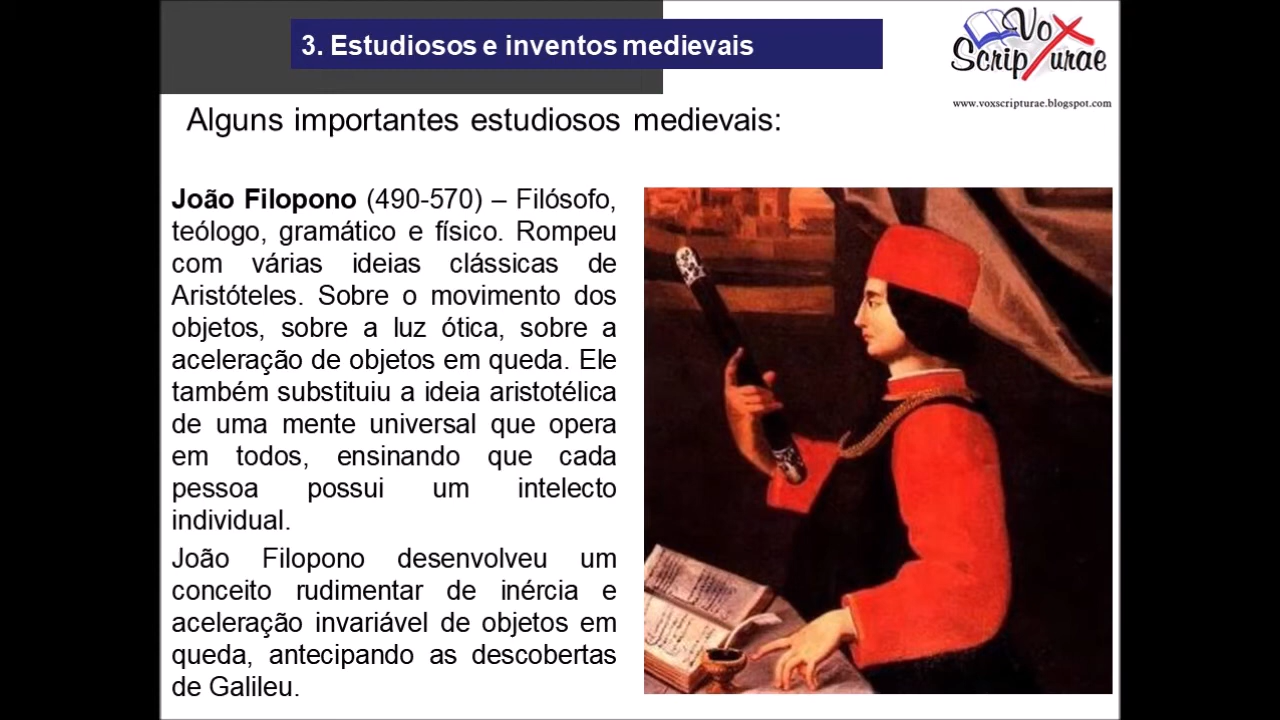 3. Estudiosos e inventos medievais
Vox
Scripturae
www.voxscripturae.blogspot.com
Alguns importantes estudiosos medievais:
João Filopono (490-570) – Filósofo,
teólogo, gramático e físico. Rompeu
com várias ideias clássicas de
Aristóteles. Sobre o movimento dos
objetos, sobre a luz ótica, sobre a
aceleração de objetos em queda. Ele
também substituiu a ideia aristotélica
de uma mente universal que opera
em todos, ensinando que cada
pessoa possui um intelecto
individual.
João Filopono desenvolveu um
conceito rudimentar de inércia e
aceleração invariável de objetos em
queda, antecipando as descobertas
de Galileu.